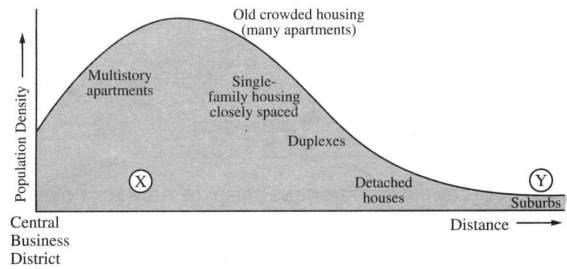 Population Density
Old crowded housing
(many apartments)
Multistory
apartments
Single-
family housing
closely spaced
Duplexes
Detached
houses
X
Y
Suburbs
Central
Business
District
Distance